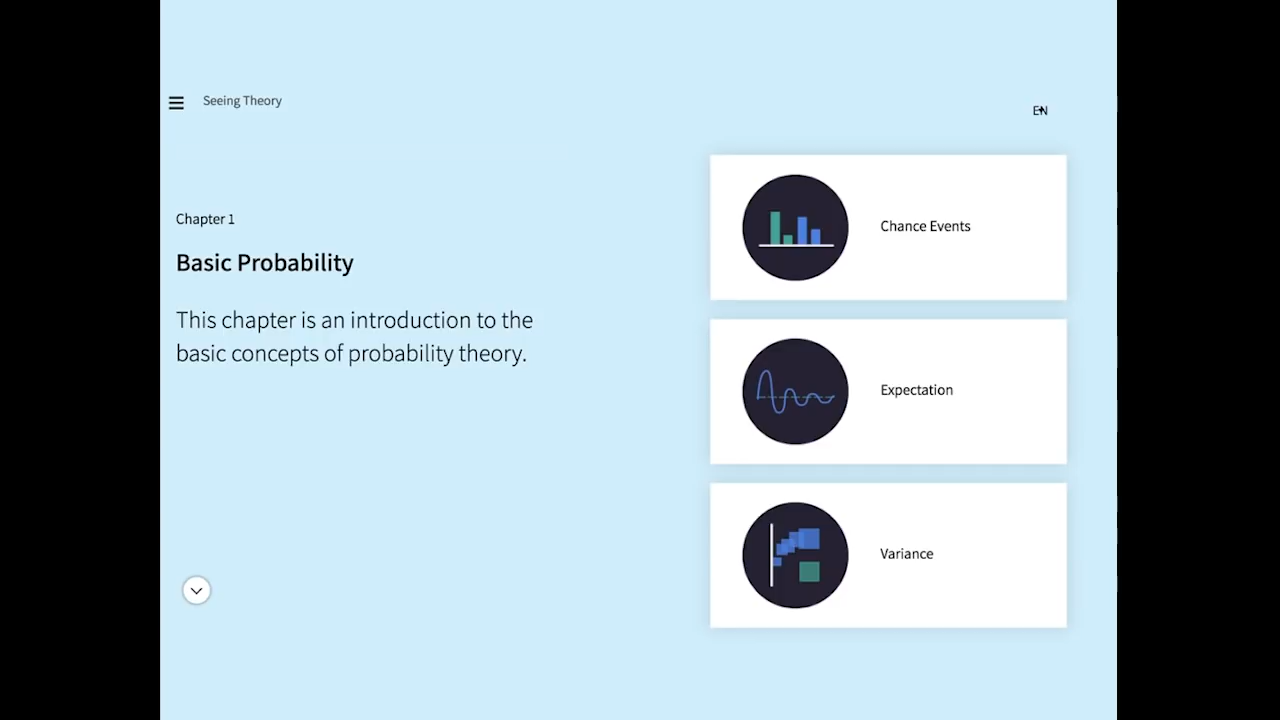 Seeing Theory
EN
Chapter 1
Basic Probability
This chapter is an introduction to the
basic concepts of probability theory.
Chance Events
Expectation
Variance